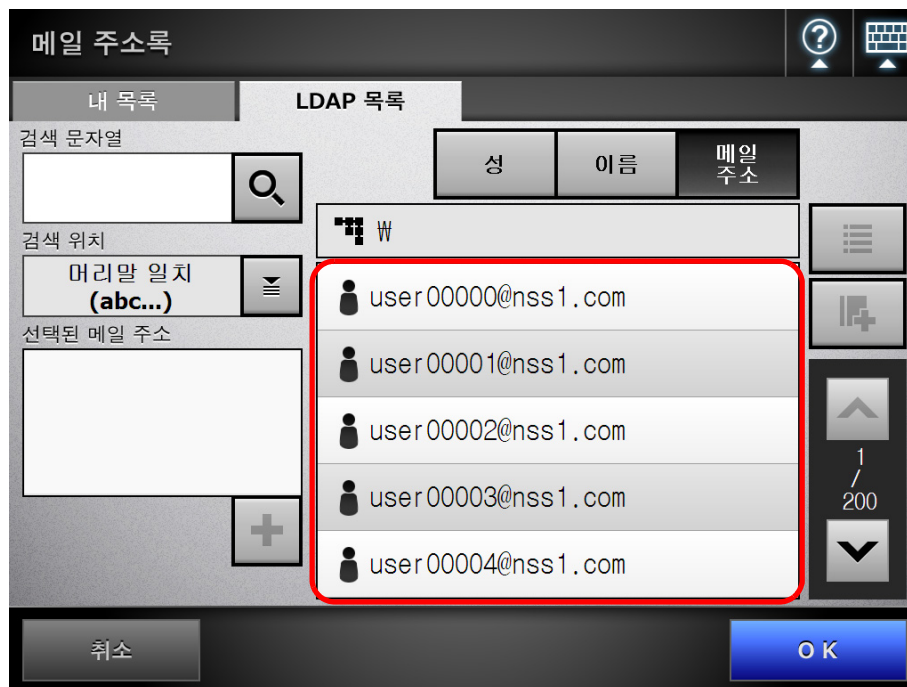 메일 주소록
내 목록
LDAP 목록
검색 문자열
성
이름
메일
주소
₩
검색 위치
머리말 일치
(abc...)
선택된 메일 주소
user00000@nss1.com
user00001@nss1.com
user00002@nss1.com
user00003@nss1.com
user00004@nss1.com
1
/
200
취소
OK